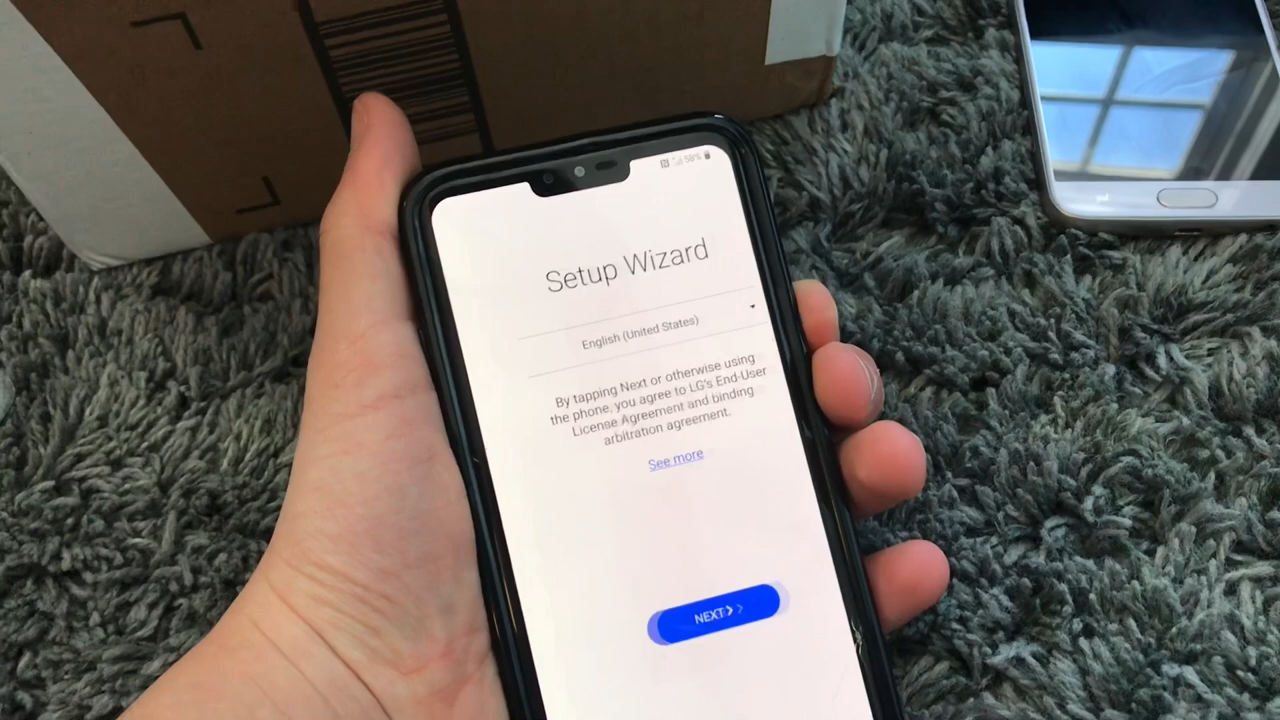 58%
Setup Wizard
English (United States)
By tapping Next or otherwise using
the phone, you agree to LG's End-User
License Agreement and binding
arbitration agreement.
See more
NEXT